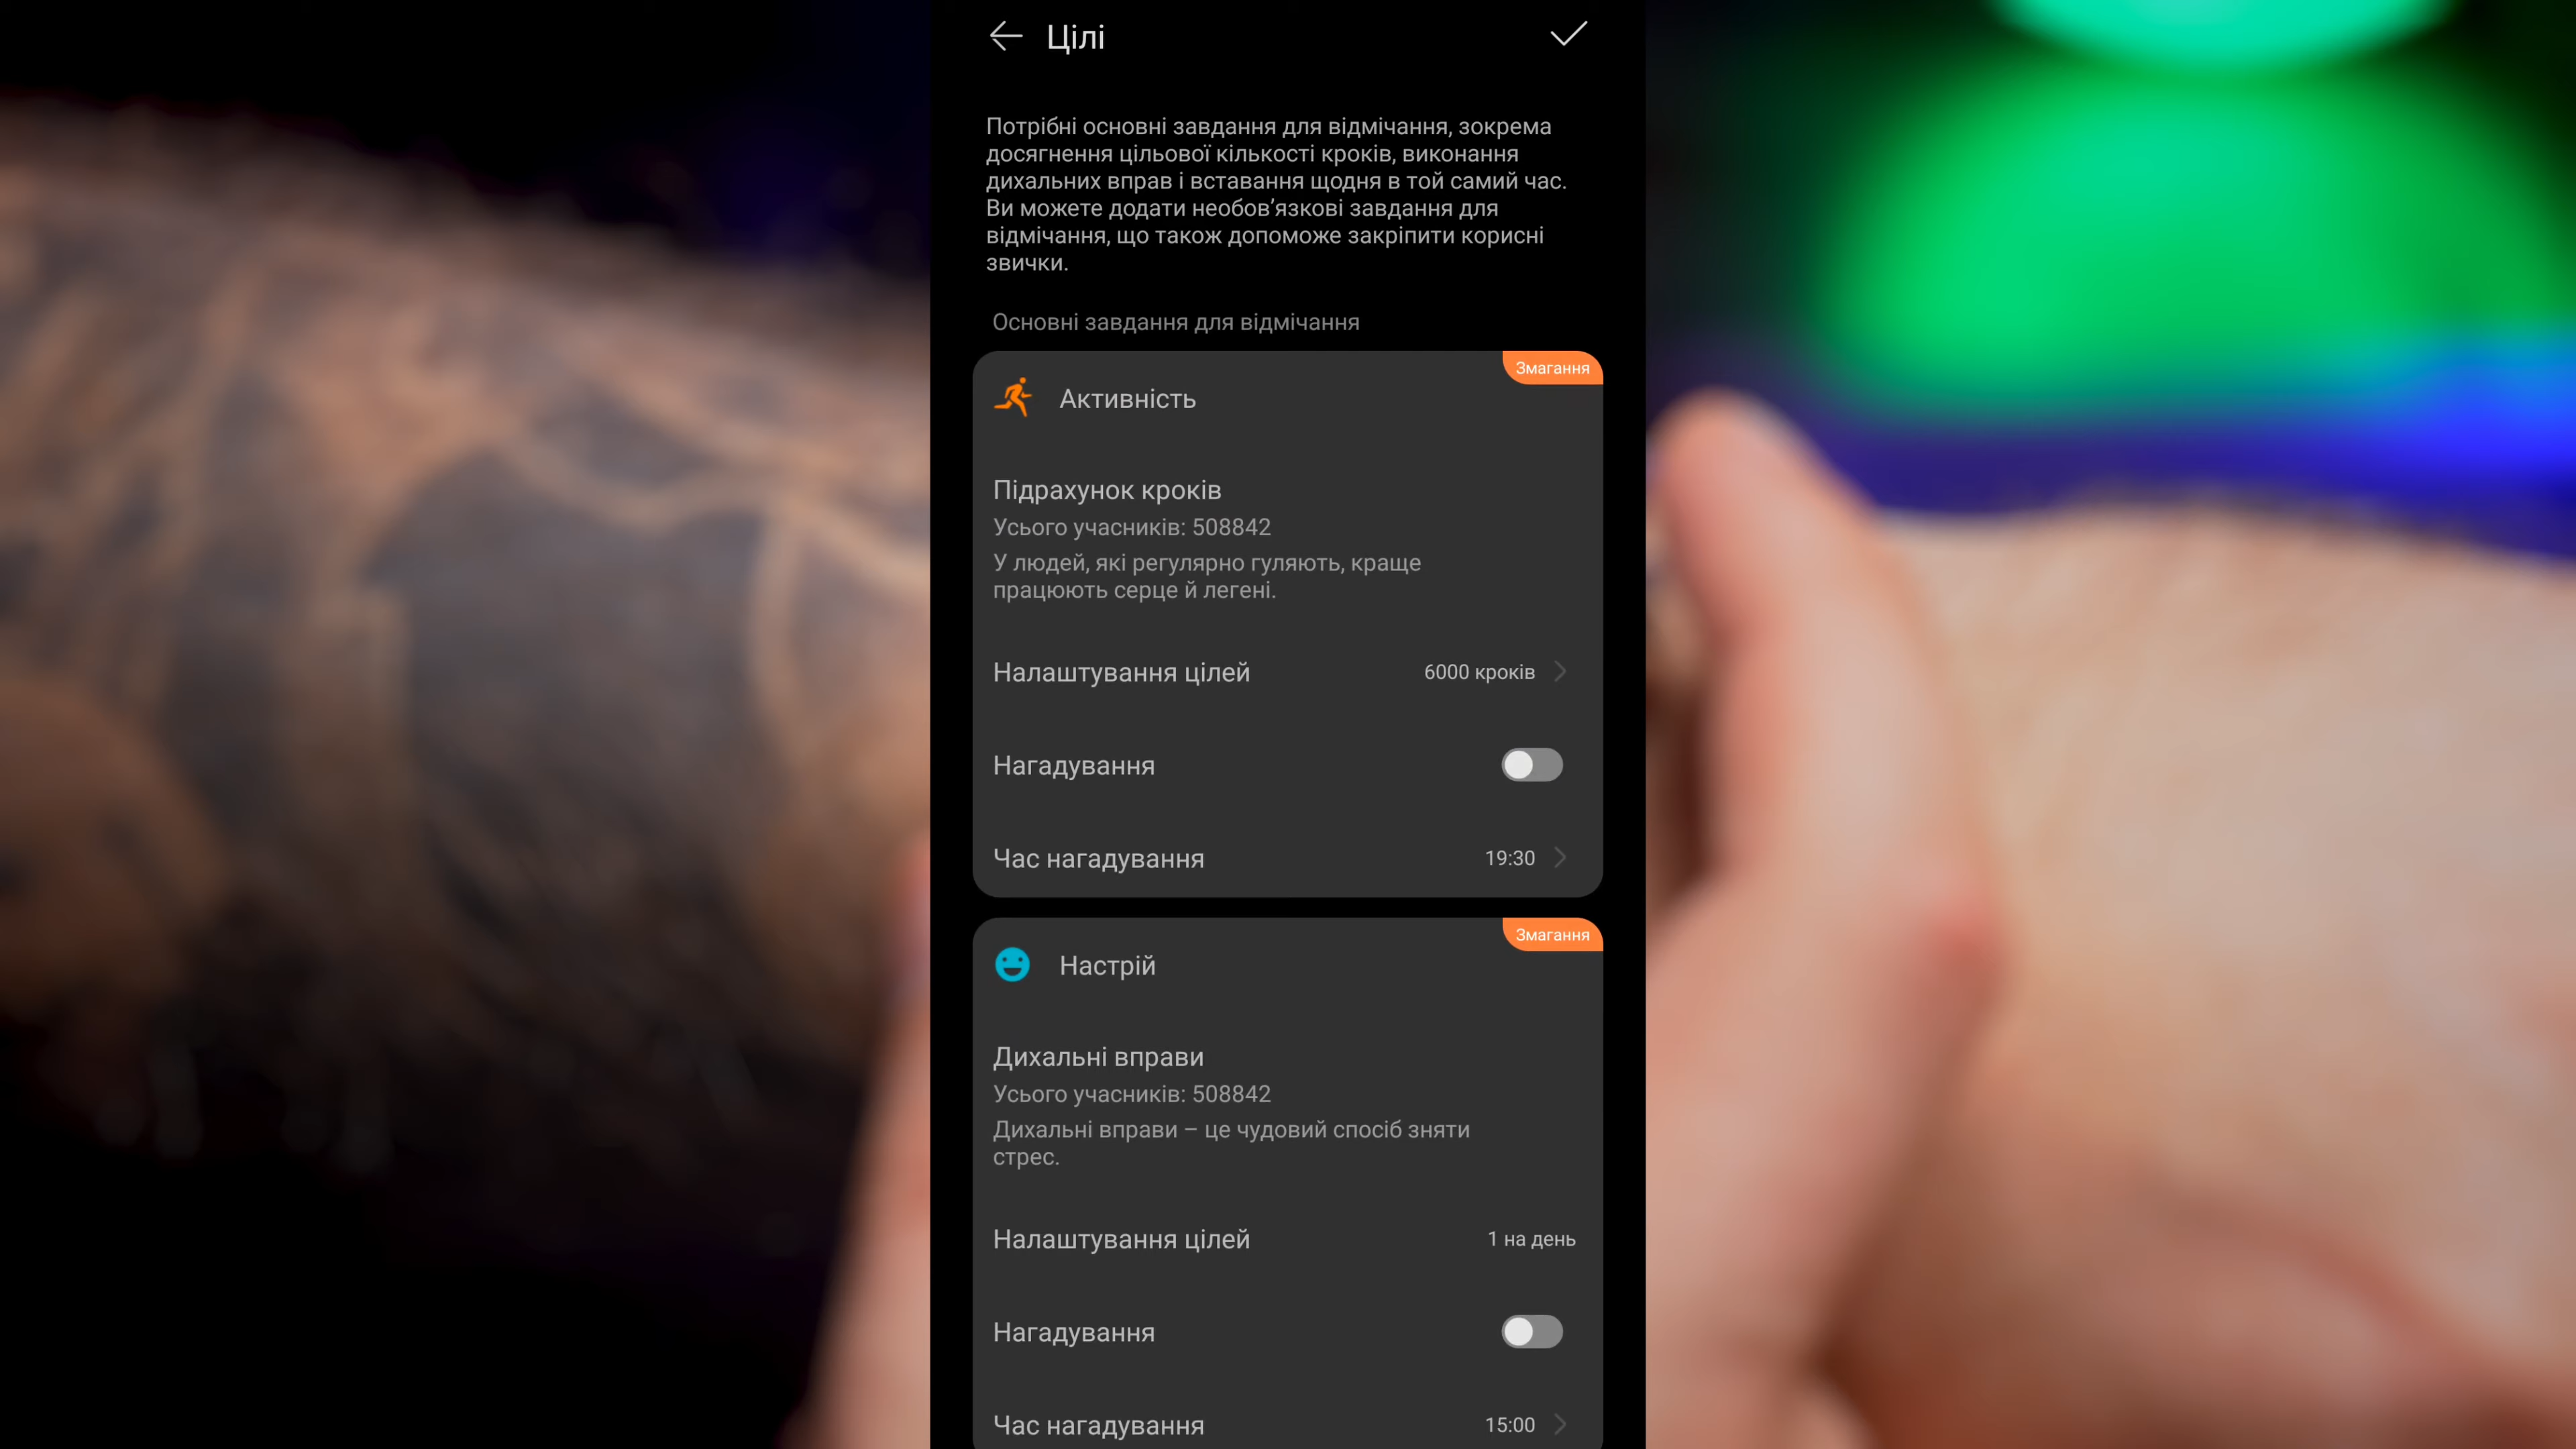 Цілі
Потрібні основні завдання для відмічання, зокрема
досягнення цільової кількості кроків, виконання
дихальних вправ і вставання щодня в той самий час.
Ви можете додати необов’язкові завдання для
відмічання, що також допоможе закріпити корисні
звички.
Основні завдання для відмічання
Змагання
Активність
Підрахунок кроків
Усього учасників: 508842
У людей, які регулярно гуляють, краще
працюють серце й легені.
Налаштування цілей 6000 кроків
Нагадування
Час нагадування 19:30
Змагання
Настрій
Дихальні вправи
Усього учасників: 508842
Дихальні вправи – це чудовий спосіб зняти
стрес.
Налаштування цілей 1 на день
Нагадування
Час нагадування 15:00